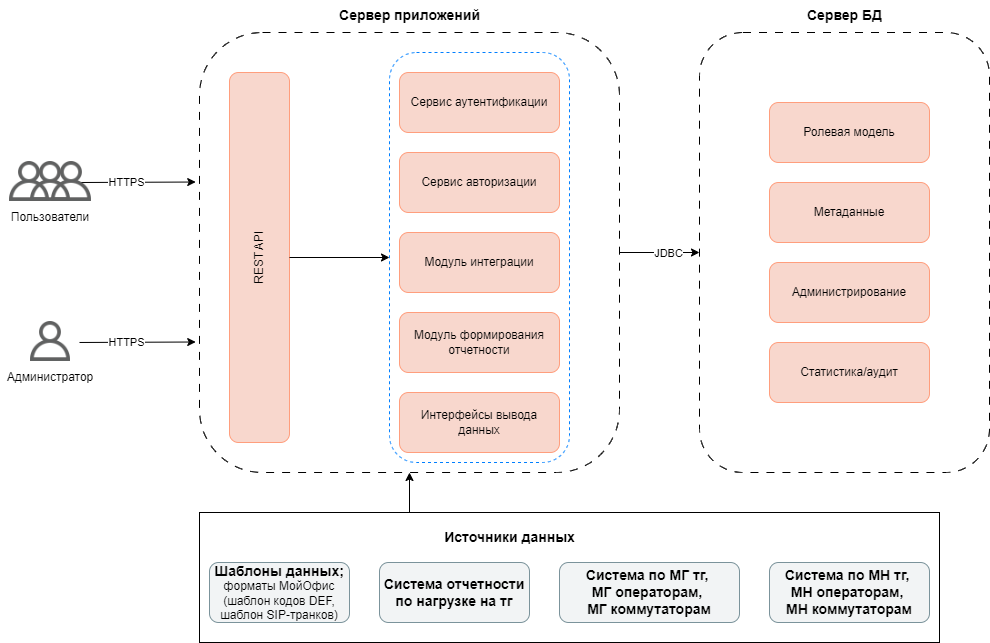 Сервер приложений
Сервер БД
HTTPS
Пользователи
HTTPS
Администратор
REST API
Сервис аутентификации
Сервис авторизации
Модуль интеграции
Модуль формирования
отчетности
Интерфейсы вывода
данных
JDBC
Ролевая модель
Метаданные
Администрирование
Статистика/аудит
Источники данных
Шаблоны данных;
форматы МойОфис
(шаблон кодов DEF,
шаблон SIP-транков)
Система отчетности
по нагрузке на тг
Система по МГ тг,
МГ операторам,
МГ коммутаторам
Система по МН тг,
МН операторам,
МН коммутаторам